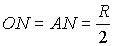 ON = AN = R/2